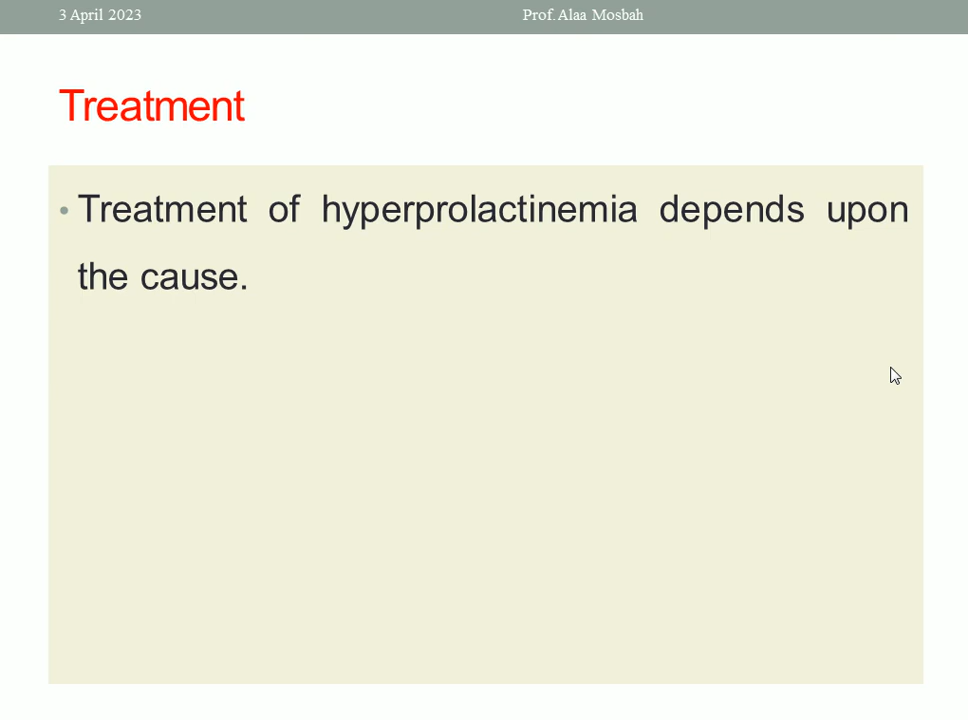 3 April 2023
Prof. Alaa Mosbah
Treatment
• Treatment of hyperprolactinemia depends upon
the cause.